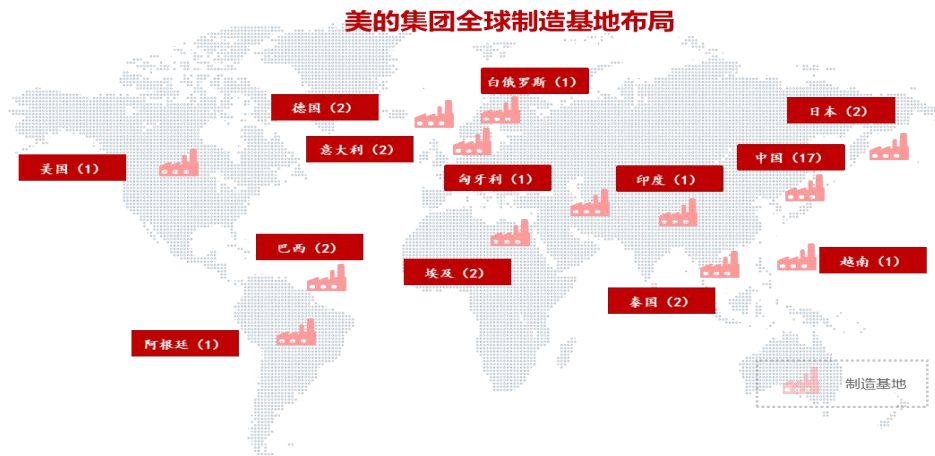 美的集团全球制造基地布局
白俄罗斯（1）
德国（2）
日本（2）
意大利（2）
中国（17）
美国（1）
匈牙利（1）
印度（1）
巴西（2）
埃及（2）
越南（1）
泰国（2）
阿根廷（1）
制造基地